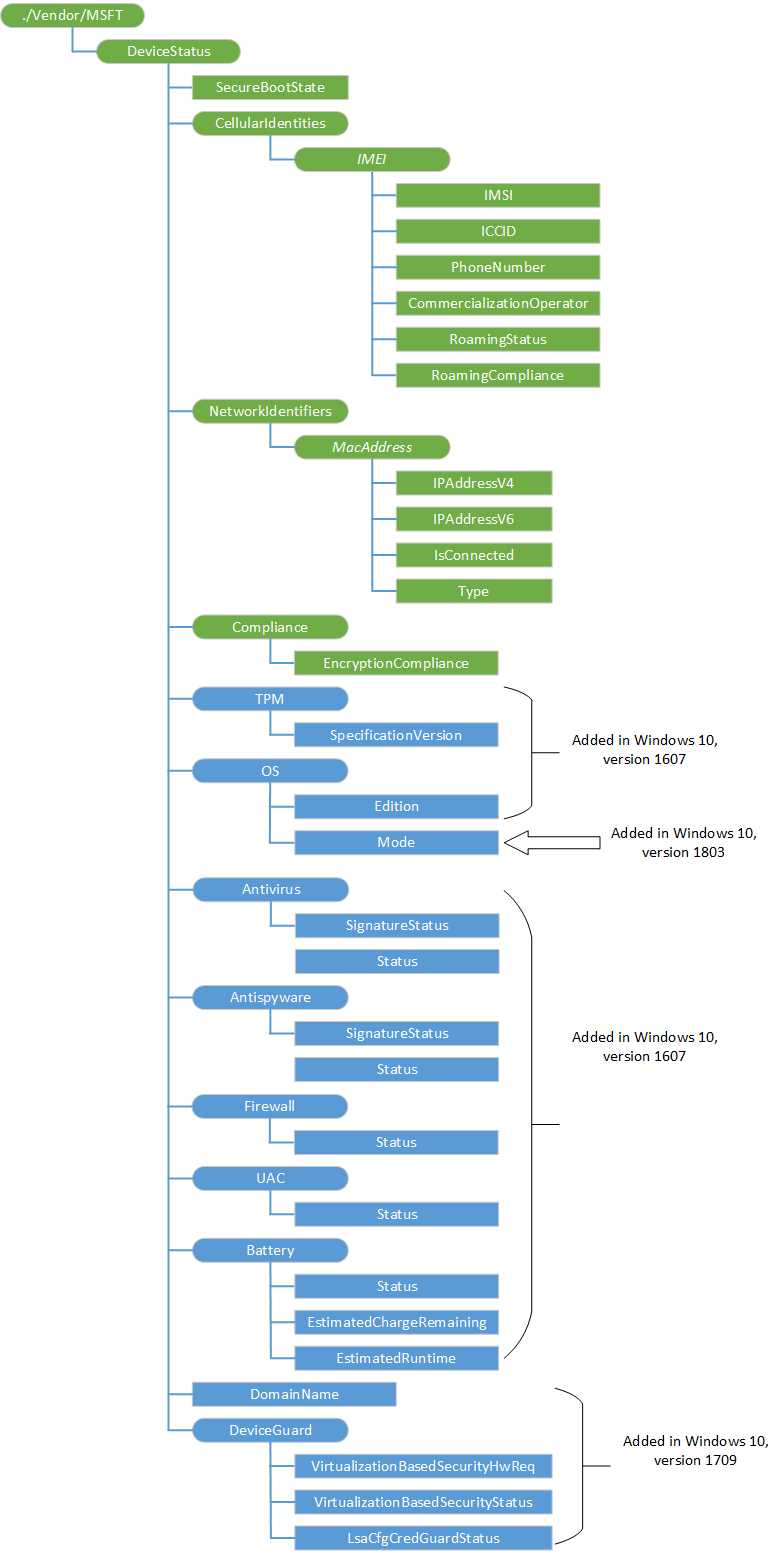 ./Vendor/MSFT
DeviceStatus
SecureBootState
CellularIdentities
IMEI
IMSI
ICCID
PhoneNumber
CommercializationOperator
RoamingStatus
RoamingCompliance
NetworkIdentifiers
MacAddress
IPAddressV4
IPAddressV6
IsConnected
Type
Compliance
EncryptionCompliance
TPM
SpecificationVersion
OS
Edition
Added in Windows 10,
version 1607
Mode
Added in Windows 10,
version 1803
Antivirus
SignatureStatus
Status
Antispyware
SignatureStatus
Status
Added in Windows 10,
version 1607
Firewall
Status
UAC
Status
Battery
Status
EstimatedChargeRemaining
EstimatedRuntime
DomainName
DeviceGuard
VirtualizationBasedSecurityHwReq
VirtualizationBasedSecurityStatus
LsaCfgCredGuardStatus
Added in Windows 10,
version 1709